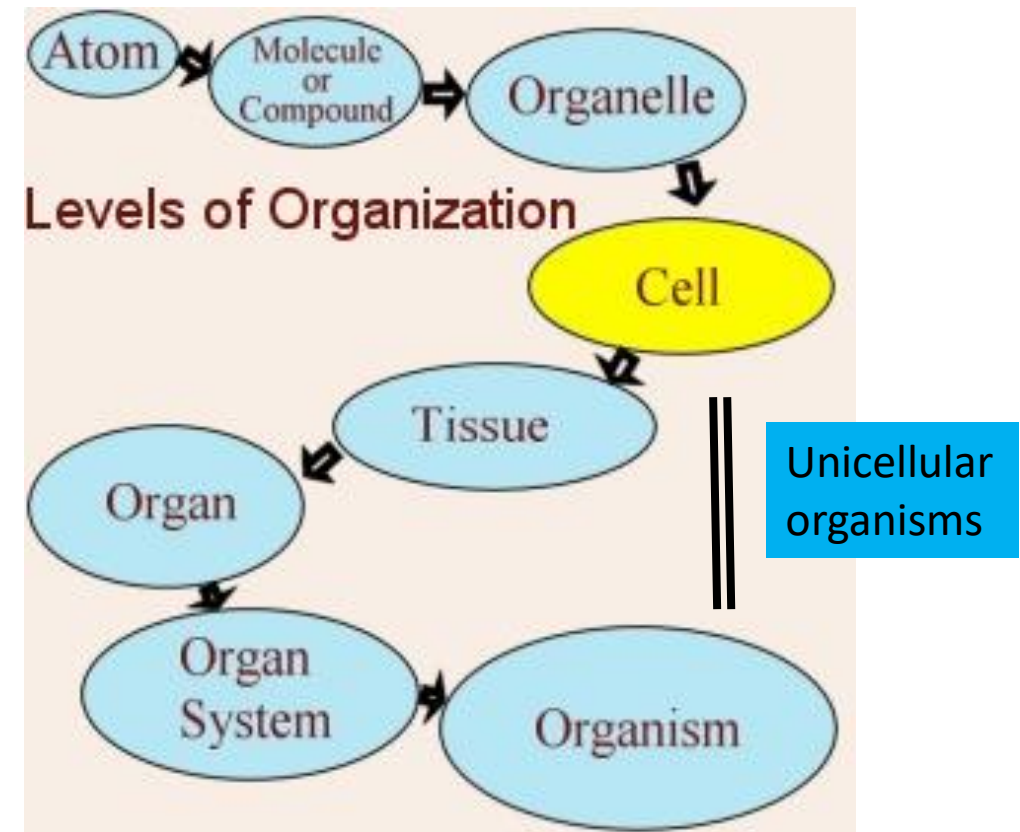 Atom
Molecule
or
Compound
Organelle
Levels of Organization
Cell
Tissue
Unicellular
organisms
Organ
Organ
System
Organism